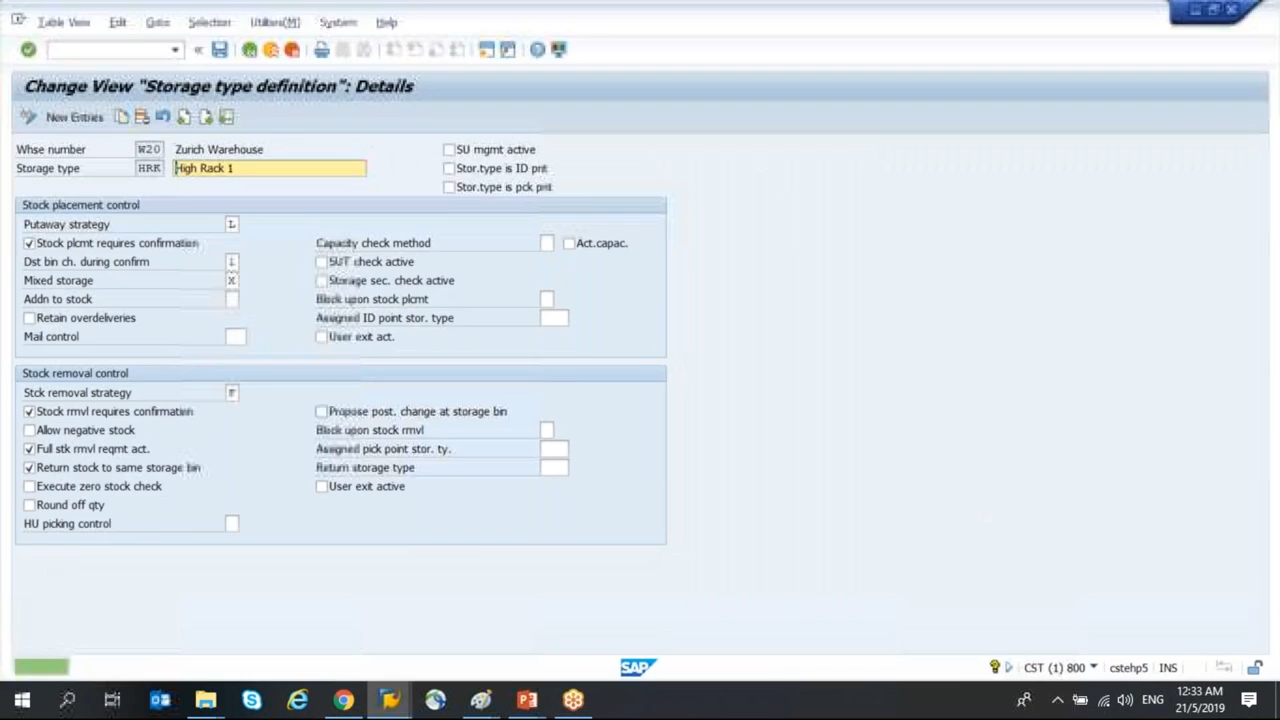 Table View Edit Goto Selection Utilities(M) System Help
Change View "Storage type definition": Details
New Entries
Whse number W20 Zurich Warehouse
SU mgmt active
Storage type HRK High Rack 1
Stor.type is ID pnt
Stor.type is pck pnt
Stock placement control
Putaway strategy L
Stock plcmt requires confirmation
Capacity check method
Act.capac.
Dst bin ch. during confirm
SUT check active
Mixed storage X
Storage sec. check active
Addn to stock
Block upon stock plcmt
Retain overdeliveries
Assigned ID point stor. type
Mail control
User exit act.
Stock removal control
Stck removal strategy
Stock rmvl requires confirmation
Propose post. change at storage bin
Allow negative stock
Block upon stock rmvl
Full stk rmvl reqmt act.
Assigned pick point stor. ty.
Return stock to same storage bin
Return storage type
Execute zero stock check
User exit active
Round off qty
HU picking control
SAP
CST (1) 800 cstehp5 INS
ENG
12:33 AM
21/5/2019